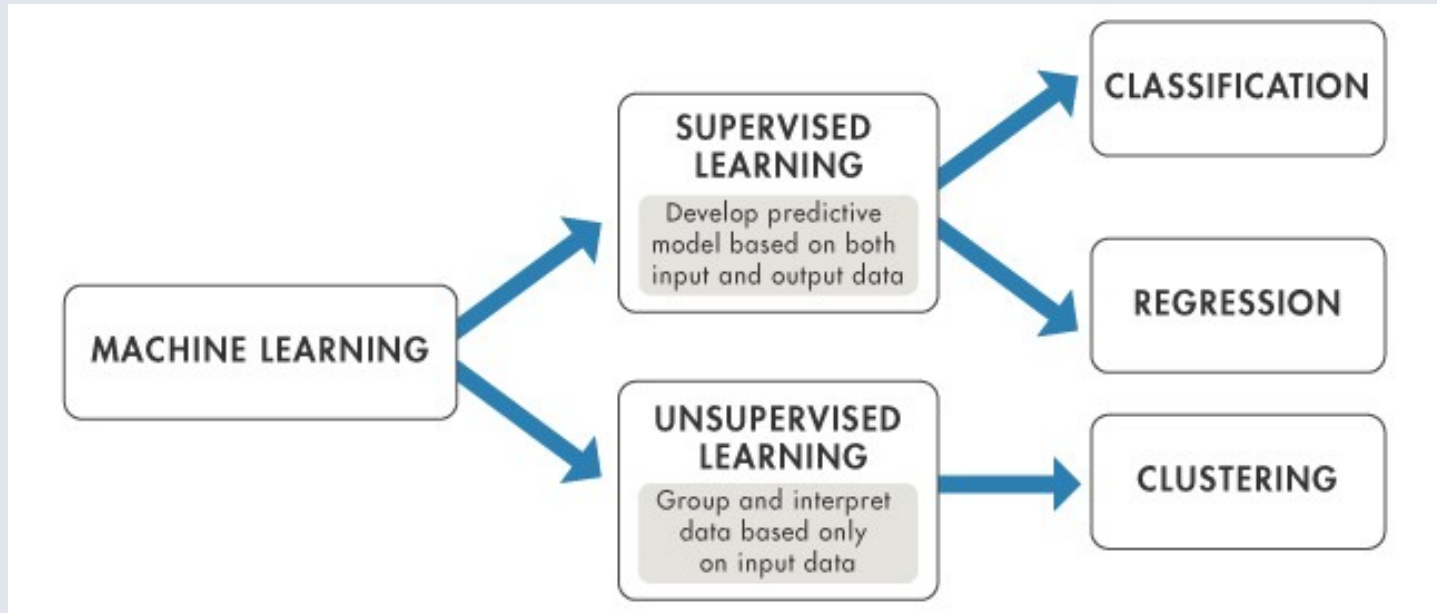 MACHINE LEARNING
SUPERVISED
LEARNING
Develop predictive
model based on both
input and output data
UNSUPERVISED
LEARNING
Group and interpret
data based only
on input data
CLASSIFICATION
REGRESSION
CLUSTERING